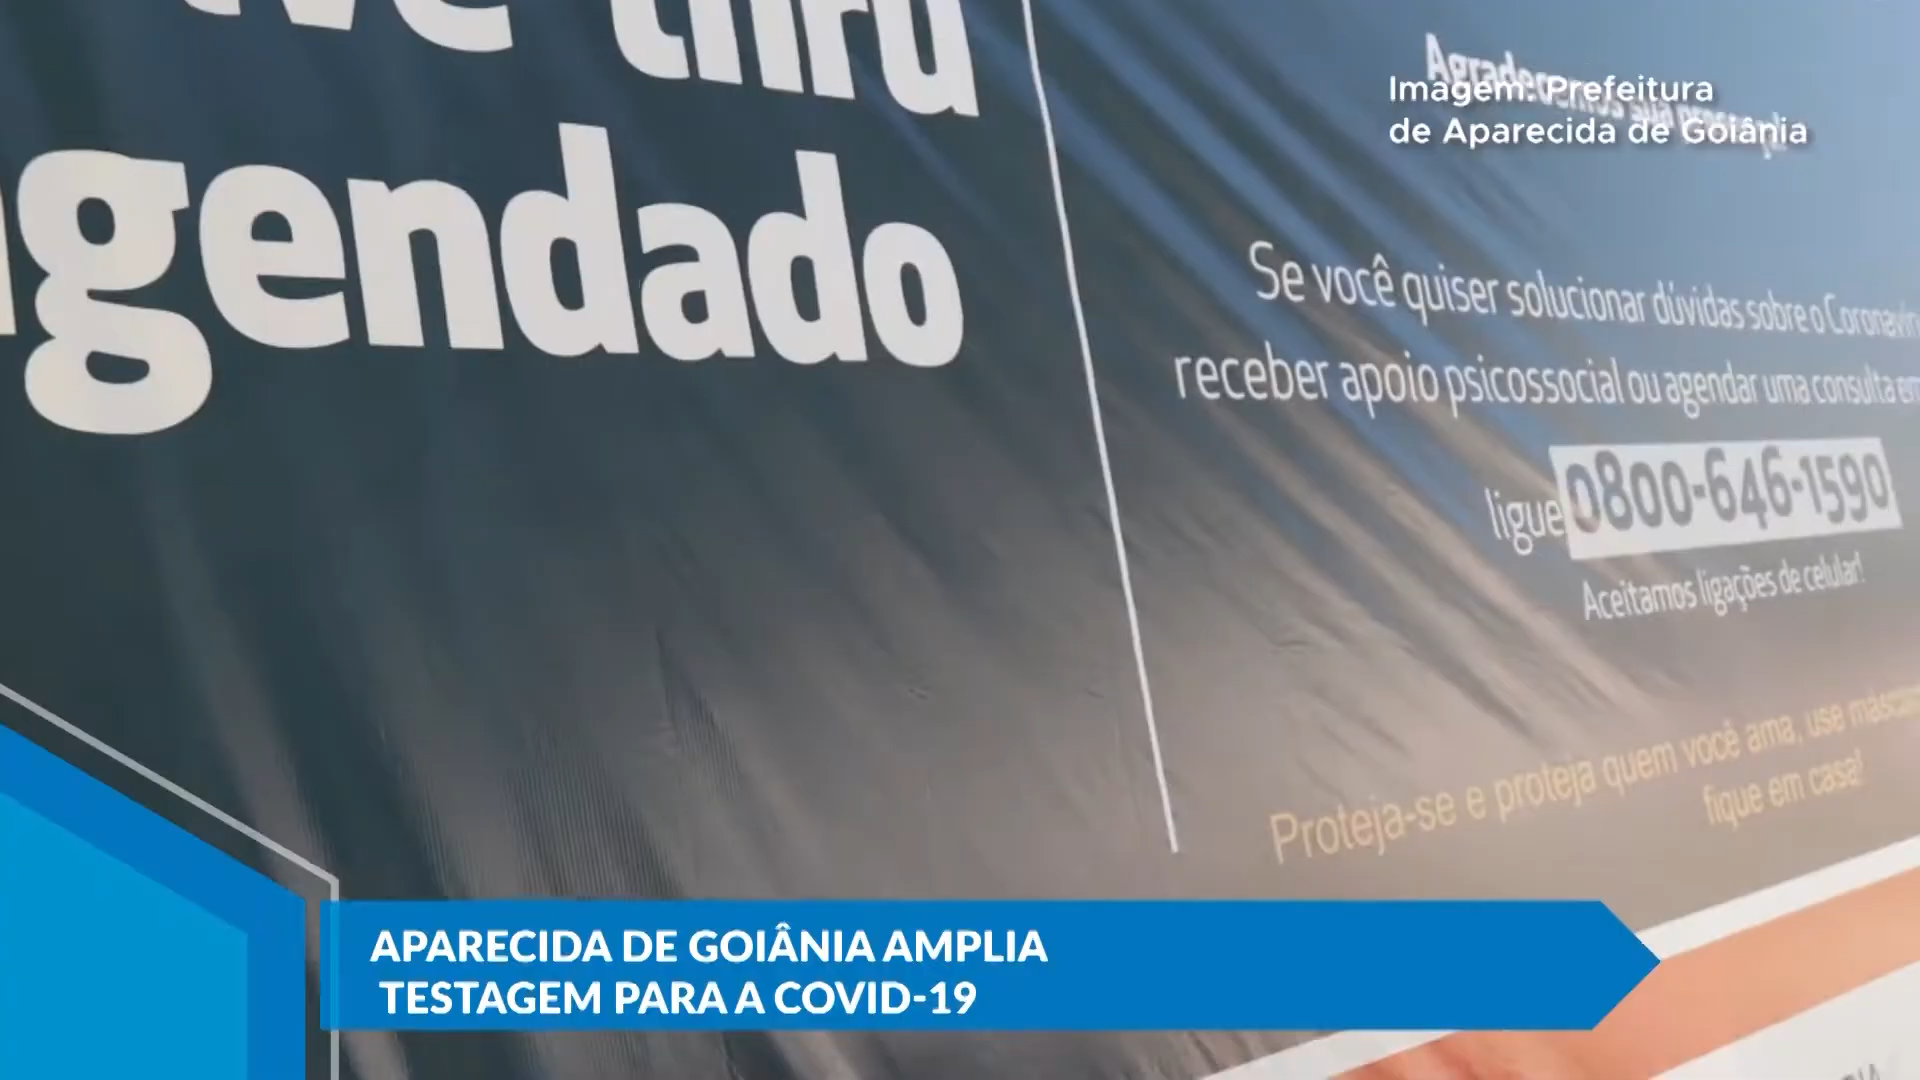 thru
gendado
Imagem: Prefeitura
de Aparecida de Goiânia
Se você quiser solucionar dúvidas sobre o
receber apoio psicossocial ou agendar uma consulta
ligue 0800-646-1590
Aceitamos ligações de celular!
Proteja-se e proteja quem você ama, use
fique em casa!
APARECIDA DE GOIÂNIA AMPLIA
TESTAGEM PARA A COVID-19